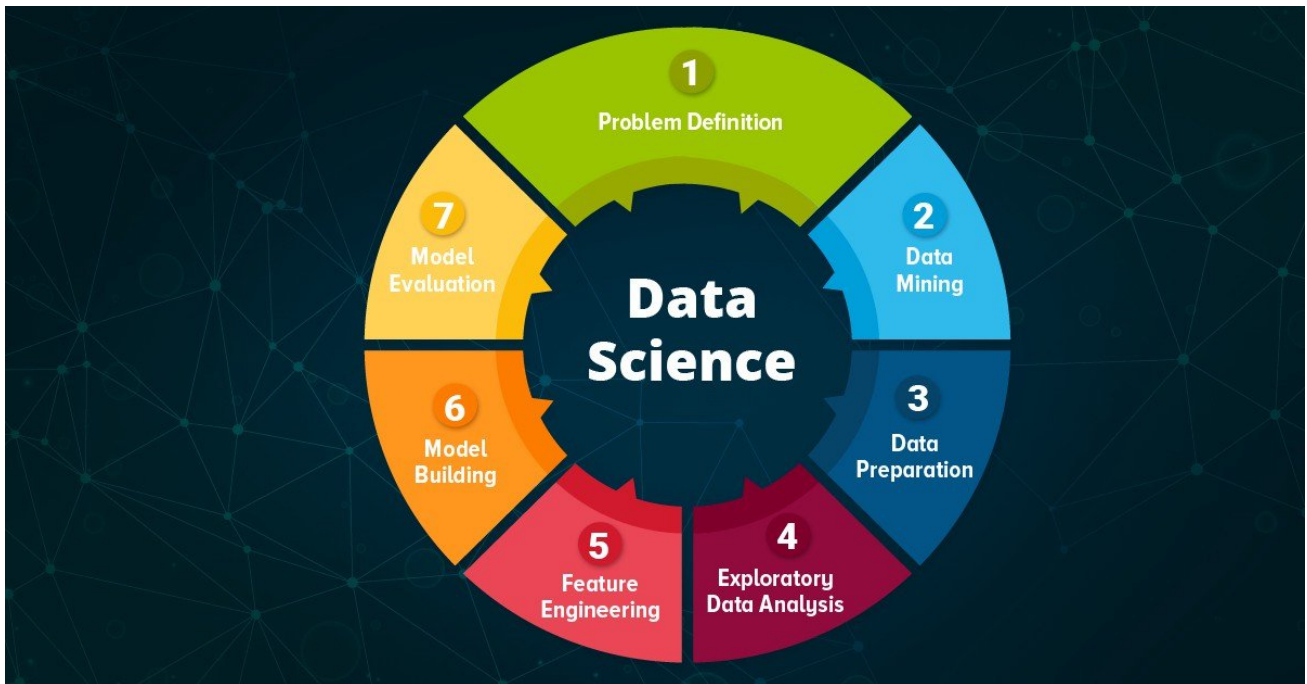 1
Problem Definition
2
Data
Mining
3
Data
Preparation
4
Exploratory
Data Analysis
5
Feature
Engineering
6
Model
Building
7
Model
Evaluation
Data
Science